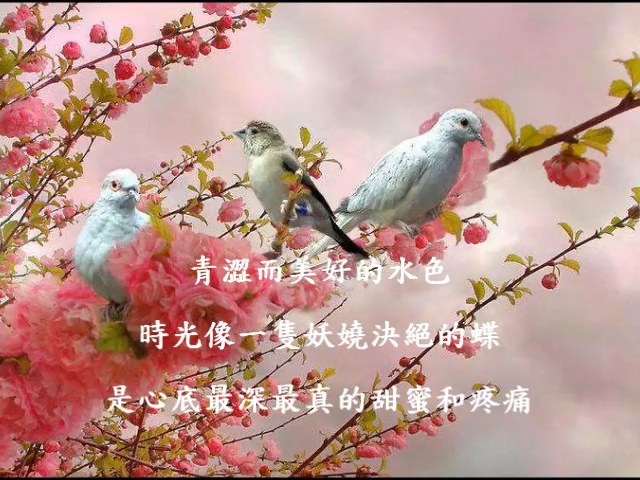 青澀而美好的水色
時光像一隻妖嬈決絕的蝶
是心底最深最真的甜蜜和疼痛